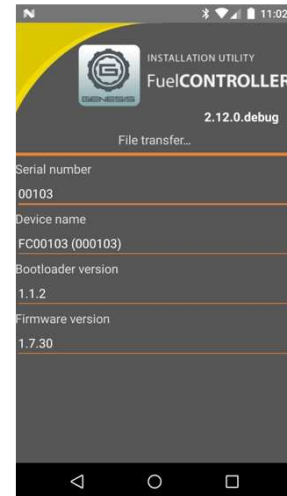 11:02
G
GENESIS
INSTALLATION UTILITY
FuelCONTROLLER
2.12.0.debug
File transfer...
Serial number
00103
Device name
FC00103 (000103)
Bootloader version
1.1.2
Firmware version
1.7.30